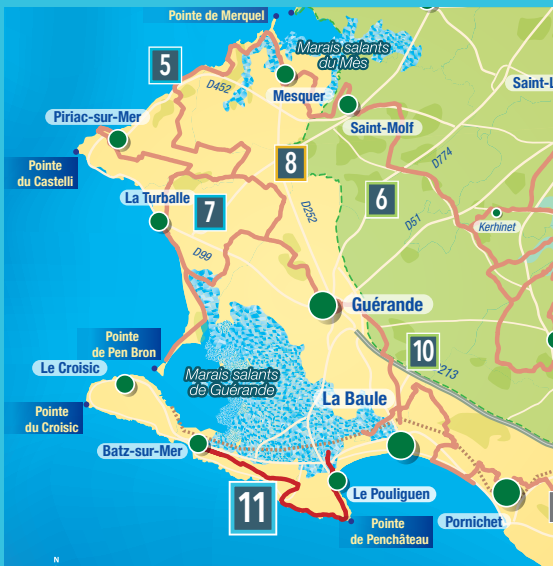 Pointe de Merquel
Marais salants
du Mès
5
D452
Mesquer
Saint-L
Piriac-sur-Mer
Saint-Molf
D774
8
Pointe
du Castelli
La Turballe
7
D252
6
D51
Kerhinet
D99
Guérande
Pointe
de Pen Bron
10
213
Le Croisic
Marais salants
de Guérande
La Baule
Pointe
du Croisic
Batz-sur-Mer
11
Le Pouliguen
Pointe
de Penchâteau
Pornichet
N